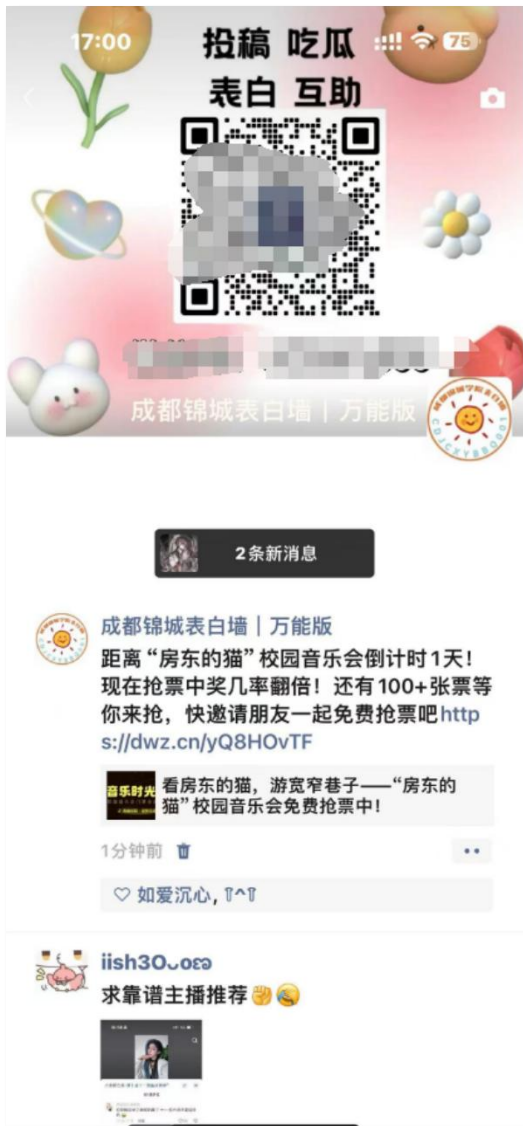 17:00
75
投稿 吃瓜
表白 互助
成都锦城表白墙｜万能版
2条新消息
成都锦城表白墙｜万能版
距离“房东的猫”校园音乐会倒计时1天！
现在抢票中奖几率翻倍！还有100+张票等
你来抢，快邀请朋友一起免费抢票吧http
s://dwz.cn/yQ8HOvTF
音乐时光
看房东的猫，游宽窄巷子——“房东的
猫”校园音乐会免费抢票中！
1分钟前
♡ 如爱沉心, ⫪^⫪
iish3O
求靠谱主播推荐✊🤣